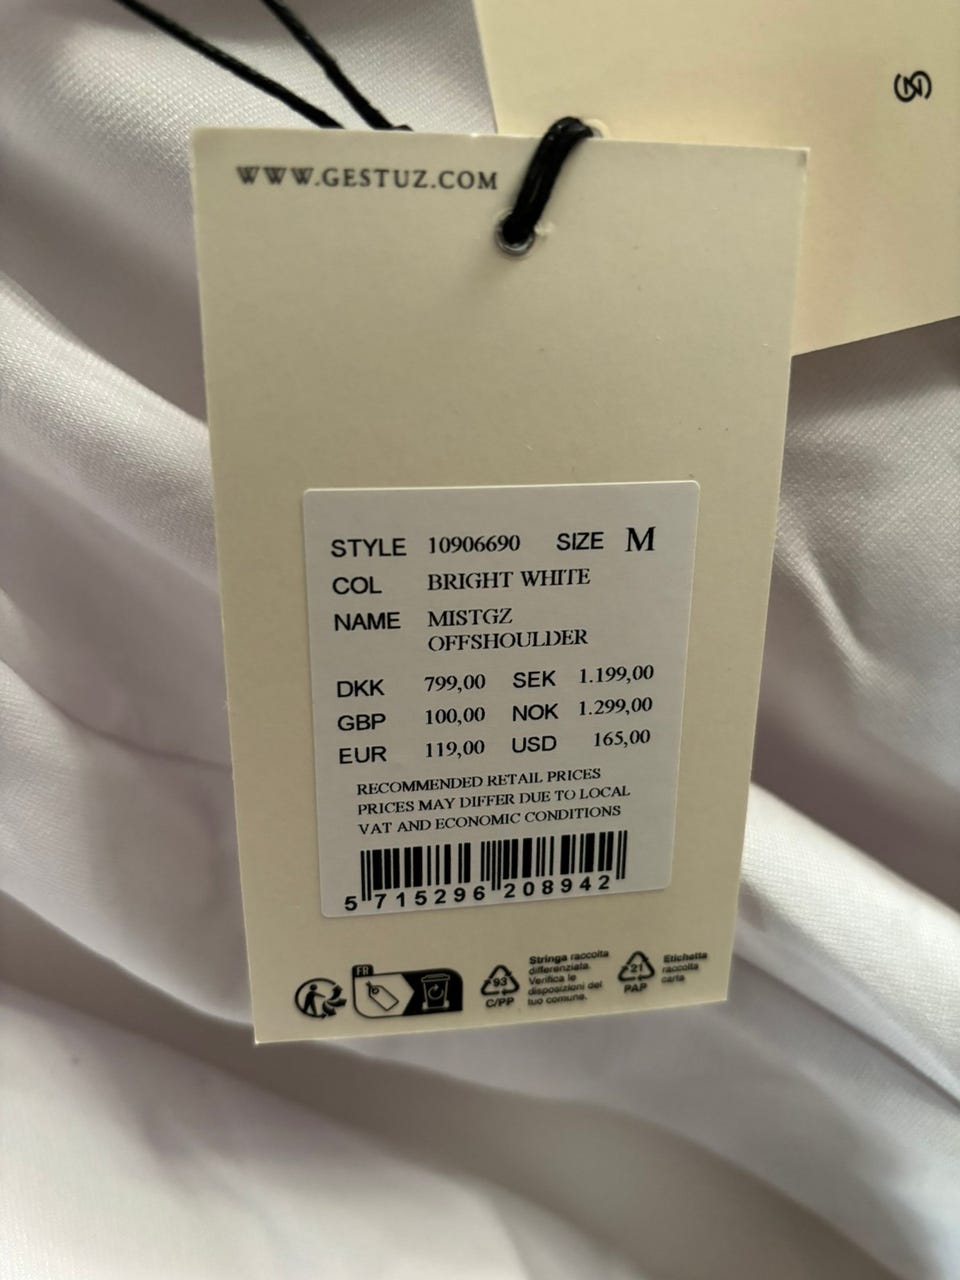 WWW.GESTUZ.COM
STYLE 10906690 SIZE M
COL BRIGHT WHITE
NAME MISTGZ
OFFSHOULDER
DKK 799,00 SEK 1.199,00
GBP 100,00 NOK 1.299,00
EUR 119,00 USD 165,00
RECOMMENDED RETAIL PRICES
PRICES MAY DIFFER DUE TO LOCAL
VAT AND ECONOMIC CONDITIONS
5 715296 208942
FR
93
C/PP
Stringa raccolta
differenziata.
Verifica le
disposizioni del
tuo comune.
21
PAP
Etichetta
raccolta
carta